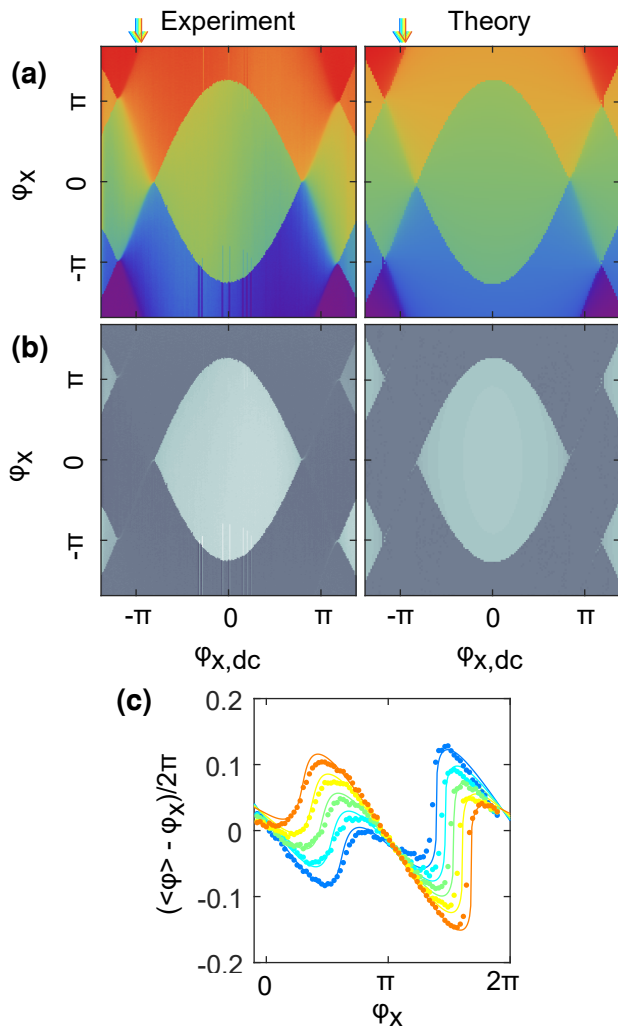 Experiment Theory
(a)
φx
π
0
-π
(b)
φx
π
0
-π
-π 0 π -π 0 π
φx,dc φx,dc
(c)
(<φ> - φx)/2π
0.2
0.1
0
-0.1
-0.2
0 π 2π
φx